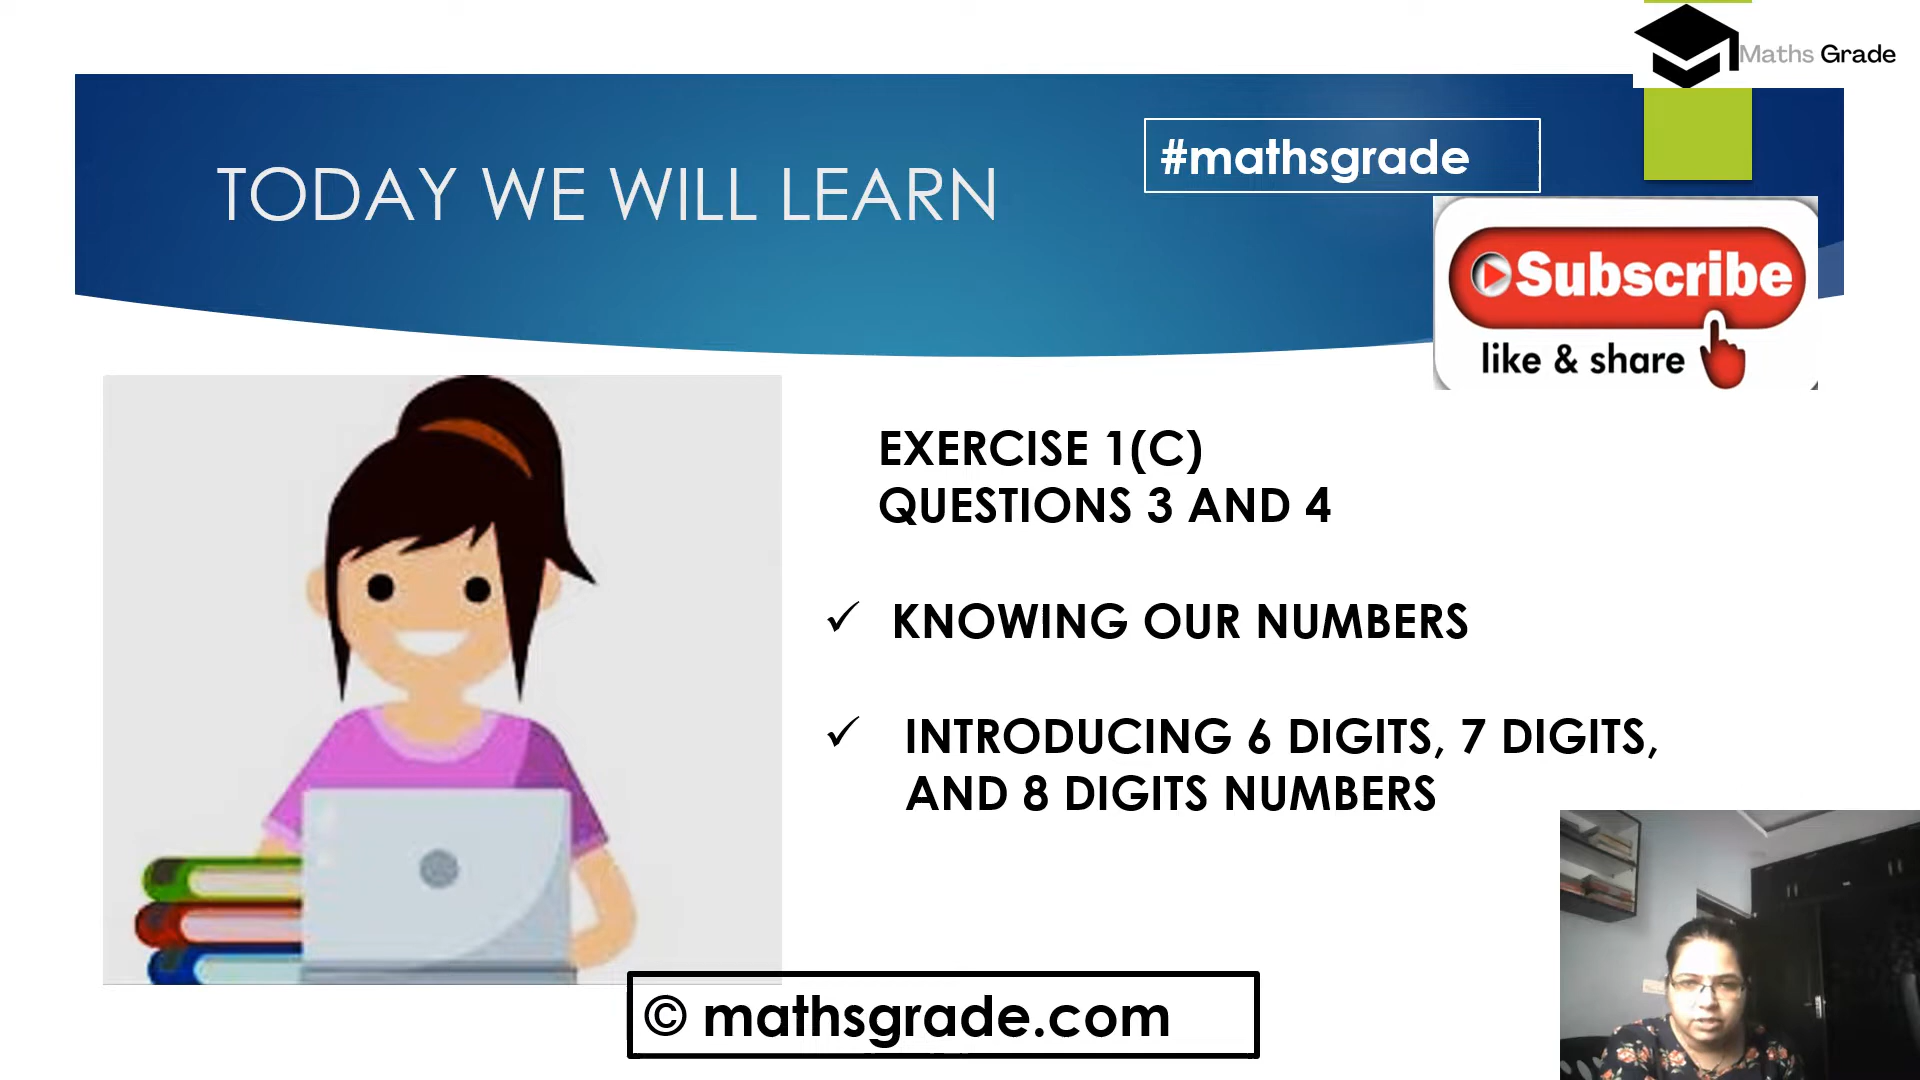 Maths Grade
#mathsgrade
TODAY WE WILL LEARN
Subscribe
like & share
EXERCISE 1(C)
QUESTIONS 3 AND 4
✓ KNOWING OUR NUMBERS
✓ INTRODUCING 6 DIGITS, 7 DIGITS,
AND 8 DIGITS NUMBERS
© mathsgrade.com